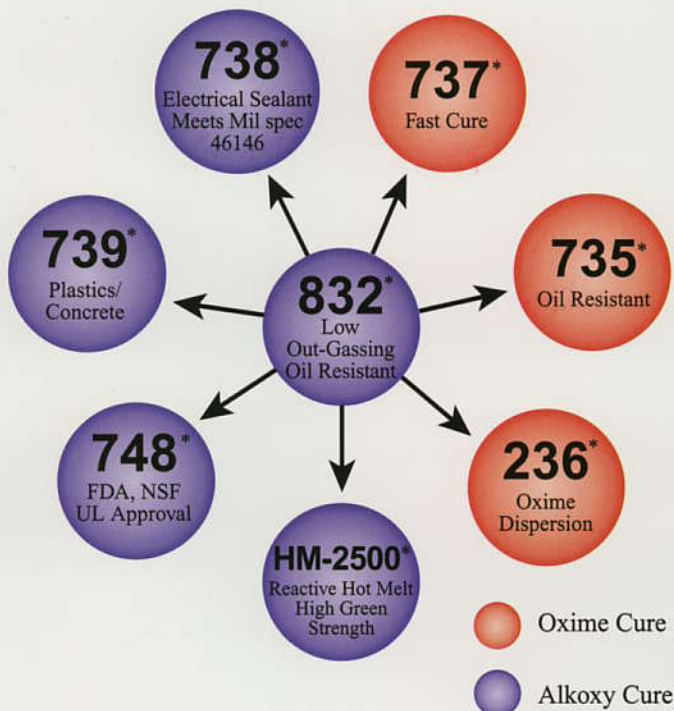 738*
Electrical Sealant
Meets Mil spec
46146
737*
Fast Cure
739*
Plastics/
Concrete
832*
Low
Out-Gassing
Oil Resistant
735*
Oil Resistant
748*
FDA, NSF
UL Approval
236*
Oxime
Dispersion
HM-2500*
Reactive Hot Melt
High Green
Strength
Oxime Cure
Alkoxy Cure